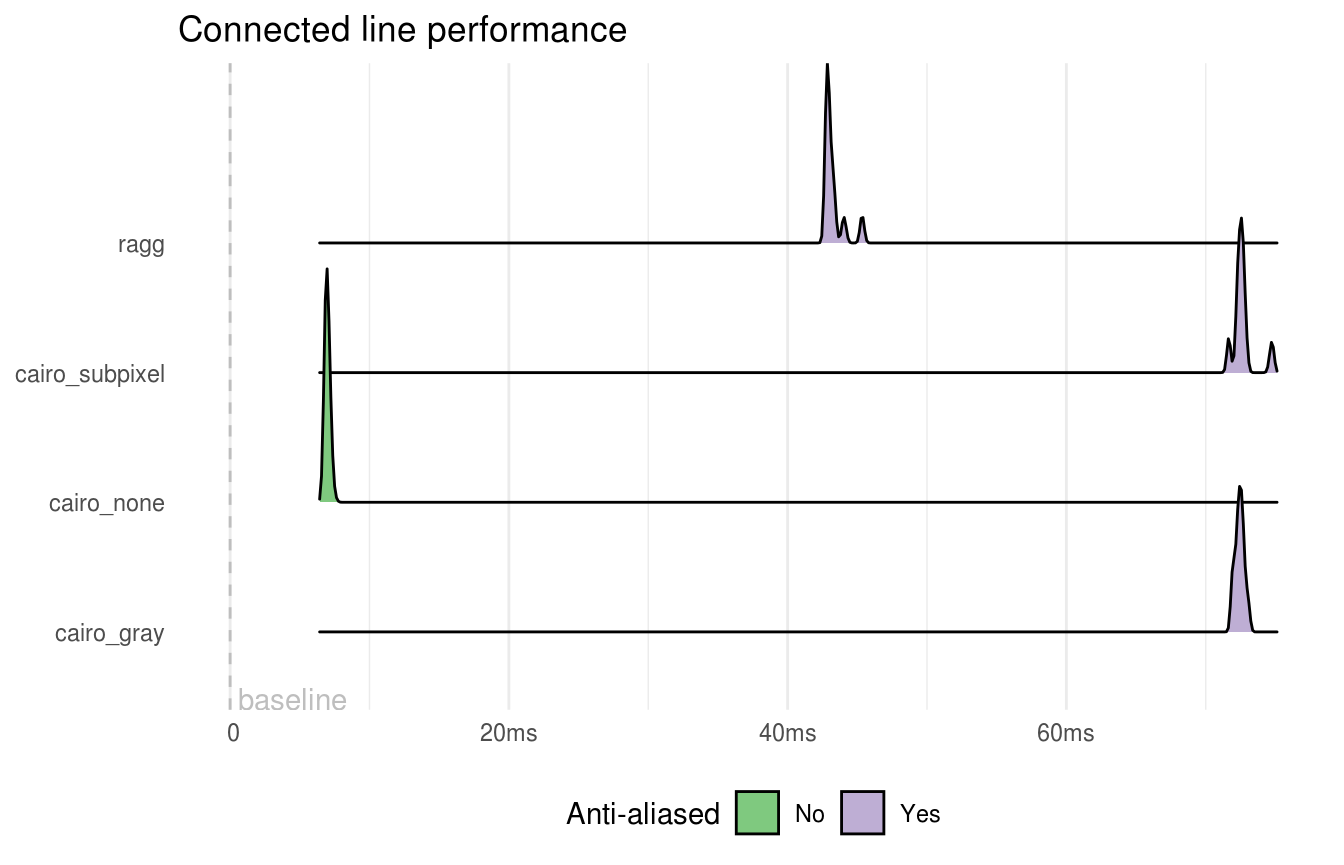 Connected line performance
ragg
cairo_subpixel
cairo_none
cairo_gray
baseline
0 20ms 40ms 60ms
Anti-aliased No Yes